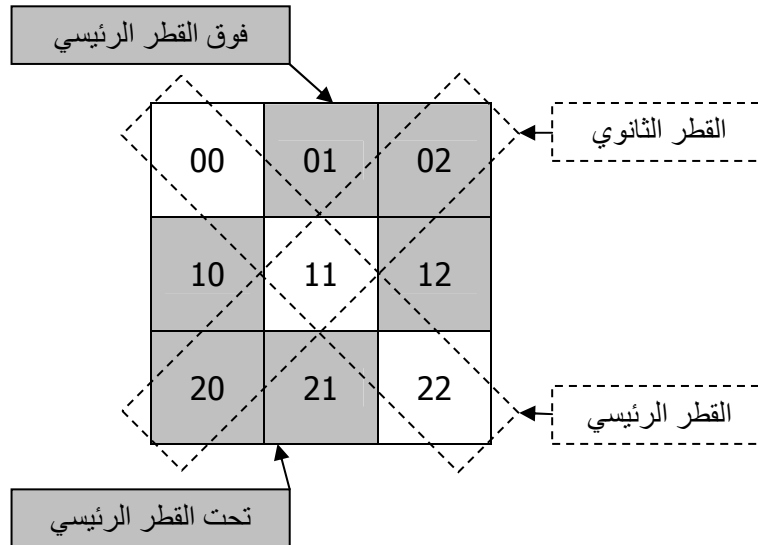 فوق القطر الرئيسي
القطر الثانوي
00 01 02
10 11 12
20 21 22
القطر الرئيسي
تحت القطر الرئيسي